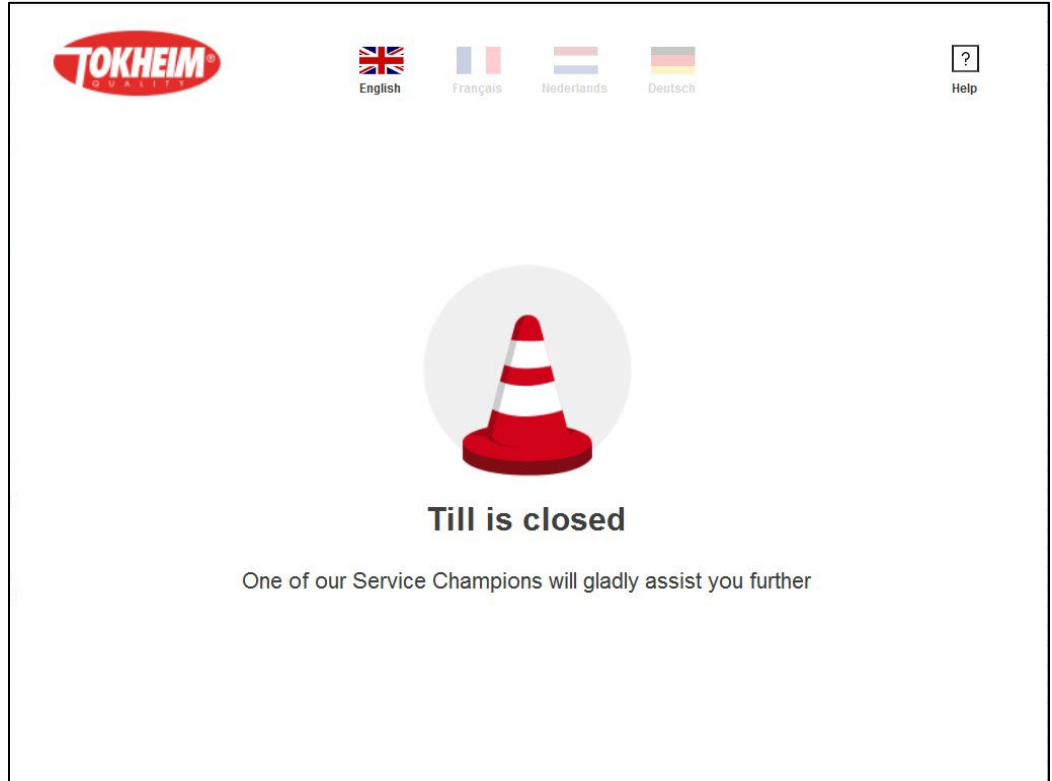 TOKHEIM®
QUALITY
English
Français
Nederlands
Deutsch
?
Help
Till is closed
One of our Service Champions will gladly assist you further